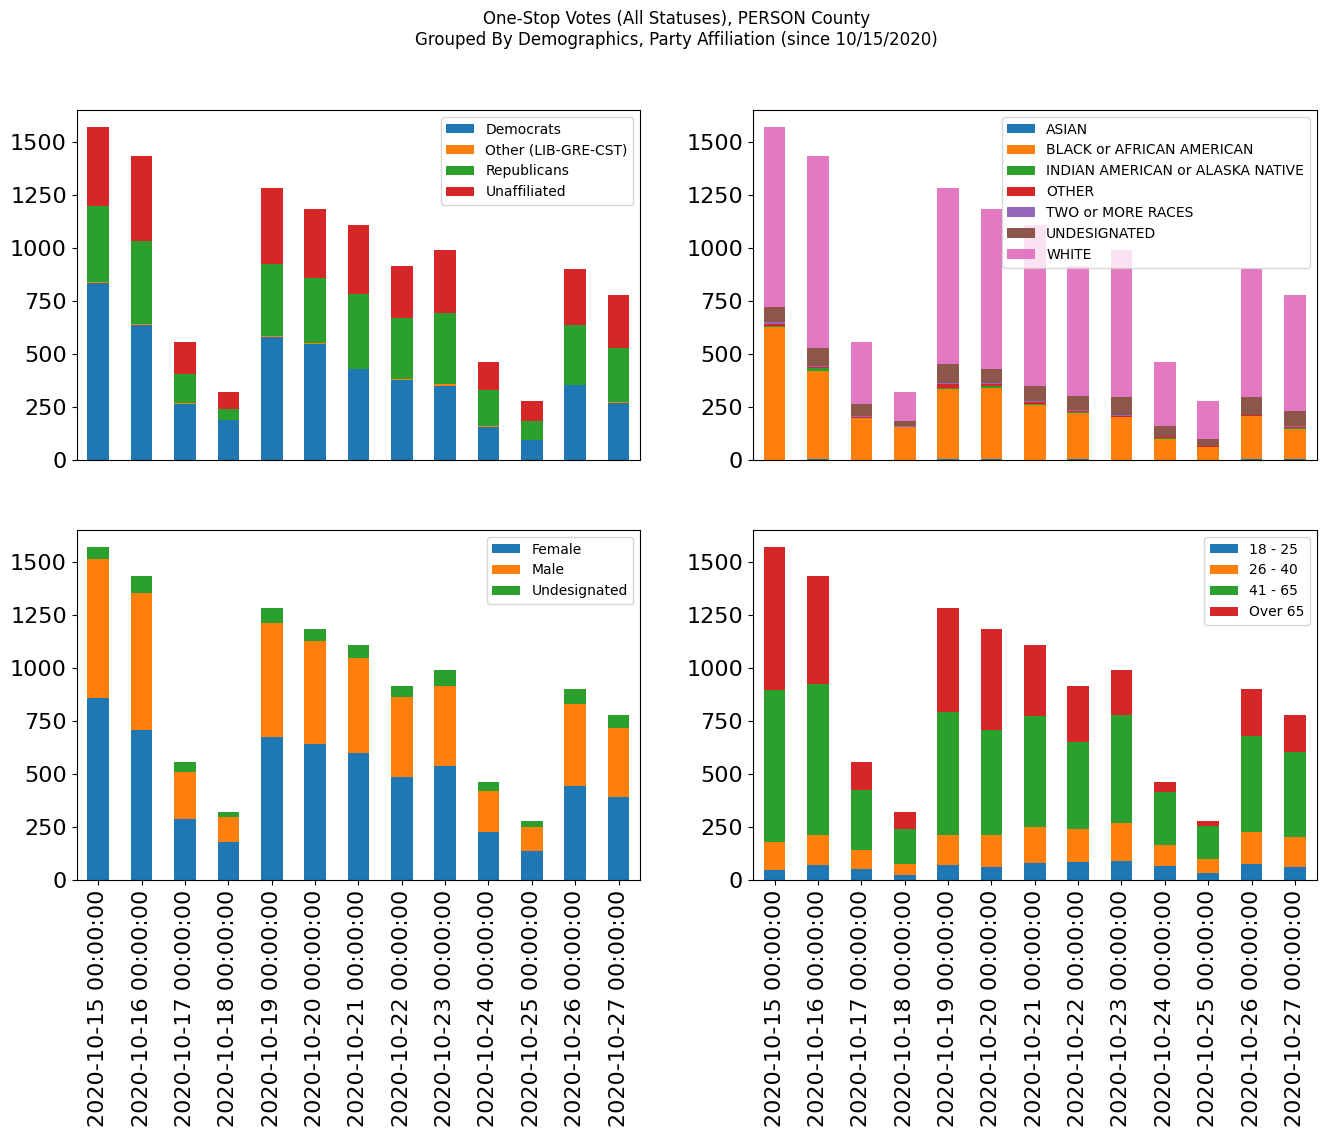 One-Stop Votes (All Statuses), PERSON County
Grouped By Demographics, Party Affiliation (since 10/15/2020)
1500
1250
1000
750
500
250
0
Democrats
Other (LIB-GRE-CST)
Republicans
Unaffiliated
1500
1250
1000
750
500
250
0
ASIAN
BLACK or AFRICAN AMERICAN
INDIAN AMERICAN or ALASKA NATIVE
OTHER
TWO or MORE RACES
UNDESIGNATED
WHITE
1500
1250
1000
750
500
250
0
Female
Male
Undesignated
2020-10-15 00:00:00
2020-10-16 00:00:00
2020-10-17 00:00:00
2020-10-18 00:00:00
2020-10-19 00:00:00
2020-10-20 00:00:00
2020-10-21 00:00:00
2020-10-22 00:00:00
2020-10-23 00:00:00
2020-10-24 00:00:00
2020-10-25 00:00:00
2020-10-26 00:00:00
2020-10-27 00:00:00
1500
1250
1000
750
500
250
0
18 - 25
26 - 40
41 - 65
Over 65
2020-10-15 00:00:00
2020-10-16 00:00:00
2020-10-17 00:00:00
2020-10-18 00:00:00
2020-10-19 00:00:00
2020-10-20 00:00:00
2020-10-21 00:00:00
2020-10-22 00:00:00
2020-10-23 00:00:00
2020-10-24 00:00:00
2020-10-25 00:00:00
2020-10-26 00:00:00
2020-10-27 00:00:00